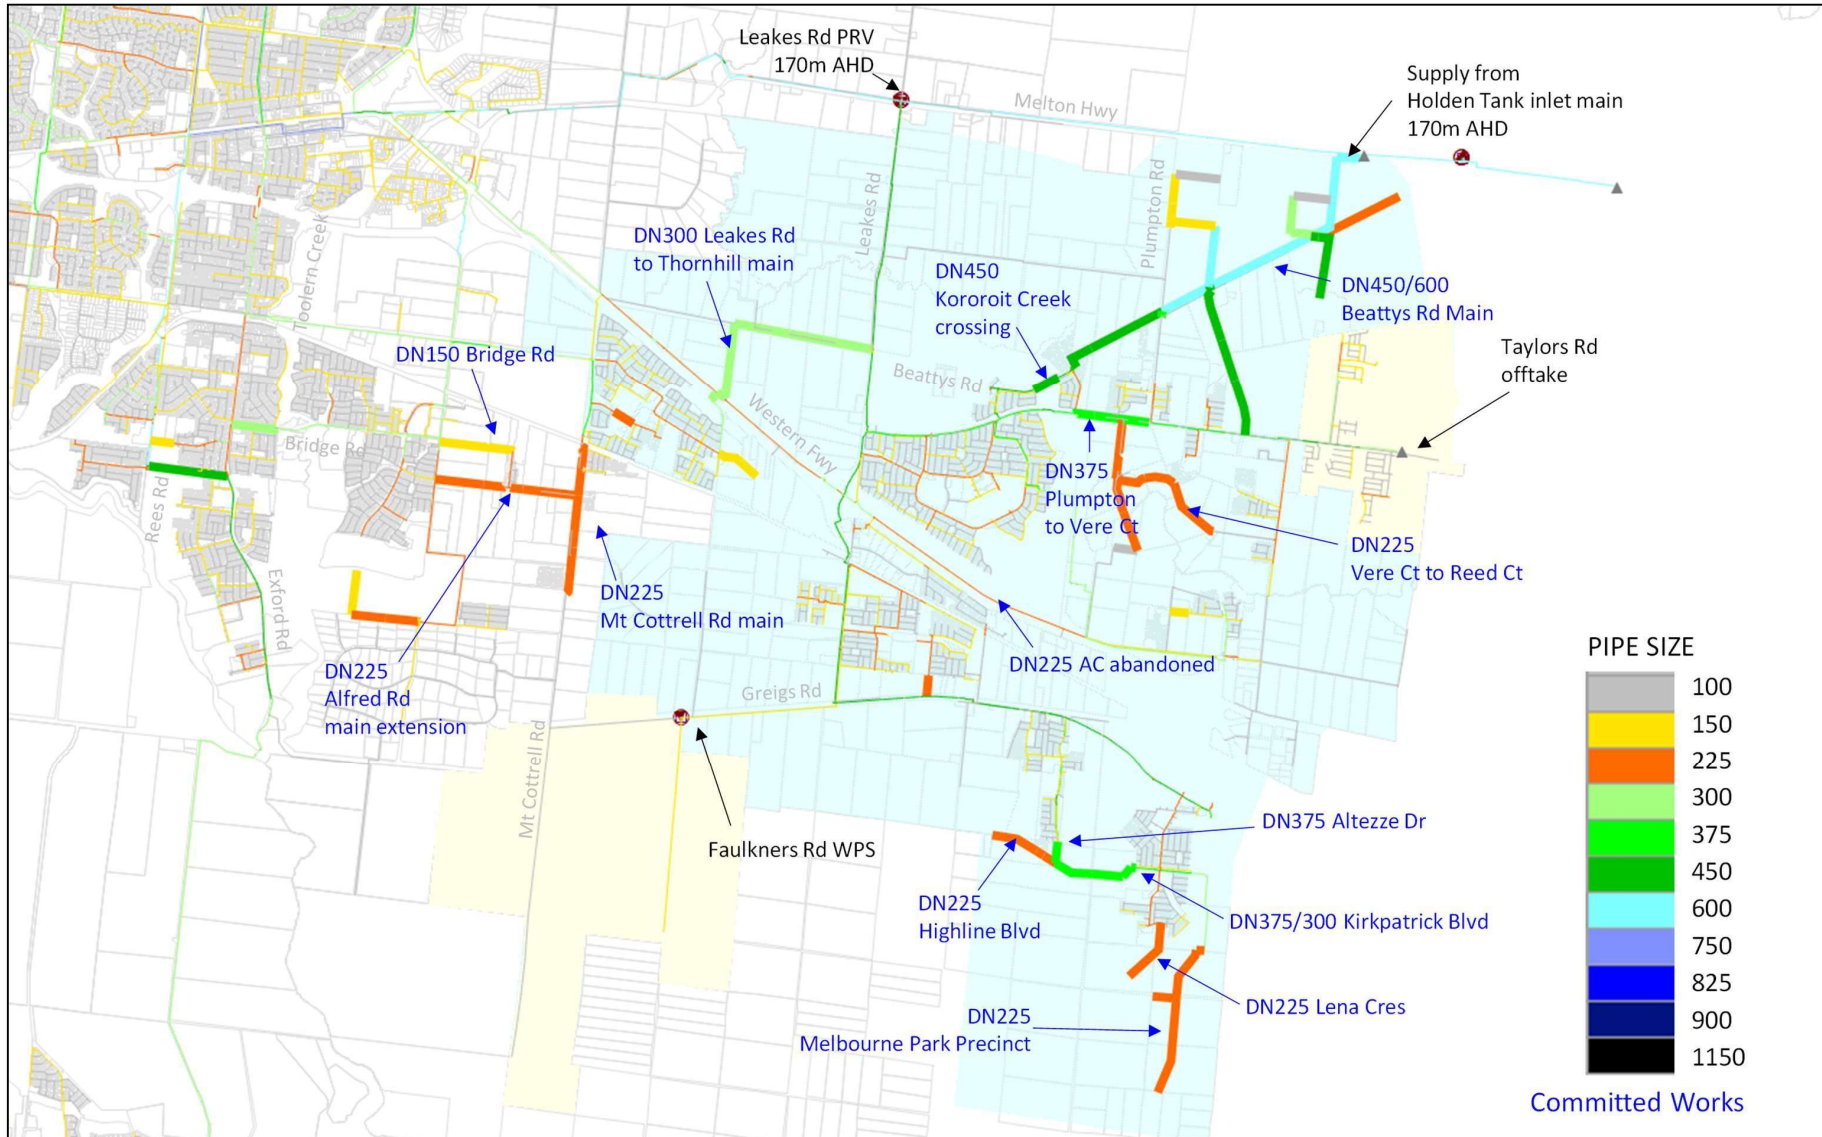 Leakes Rd PRV
170m AHD
Melton Hwy
Supply from
Holden Tank inlet main
170m AHD
Leakes Rd
Plumpton Rd
Toolern Creek
DN300 Leakes Rd
to Thornhill main
DN450
Kororoit Creek
crossing
DN450/600
Beattys Rd Main
DN150 Bridge Rd
Beattys Rd
Taylors Rd
offtake
Western Fwy
Bridge Rd
Rees Rd
DN375
Plumpton
to Vere Ct
DN225
Vere Ct to Reed Ct
Exford Rd
DN225
Mt Cottrell Rd main
DN225 AC abandoned
DN225
Alfred Rd
main extension
Greigs Rd
Mt Cottrell Rd
Faulkners Rd WPS
DN375 Altezze Dr
DN225
Highline Blvd
DN375/300 Kirkpatrick Blvd
DN225 Lena Cres
DN225
Melbourne Park Precinct
PIPE SIZE
100
150
225
300
375
450
600
750
825
900
1150
Committed Works